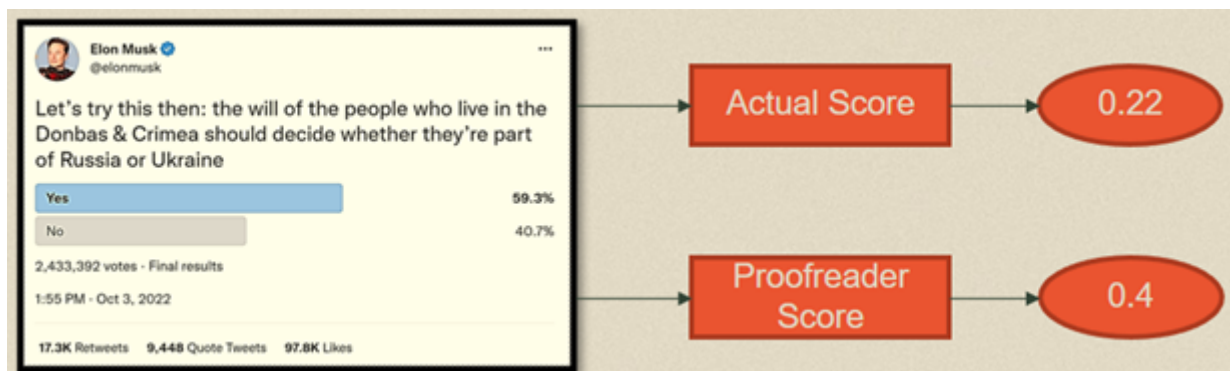 Elon Musk
@elonmusk
...
Let's try this then: the will of the people who live in the
Donbas & Crimea should decide whether they're part
of Russia or Ukraine
Yes 59.3%
No 40.7%
2,433,392 votes · Final results
1:55 PM · Oct 3, 2022
17.3K Retweets 9,448 Quote Tweets 97.8K Likes
Actual Score
0.22
Proofreader
Score
0.4